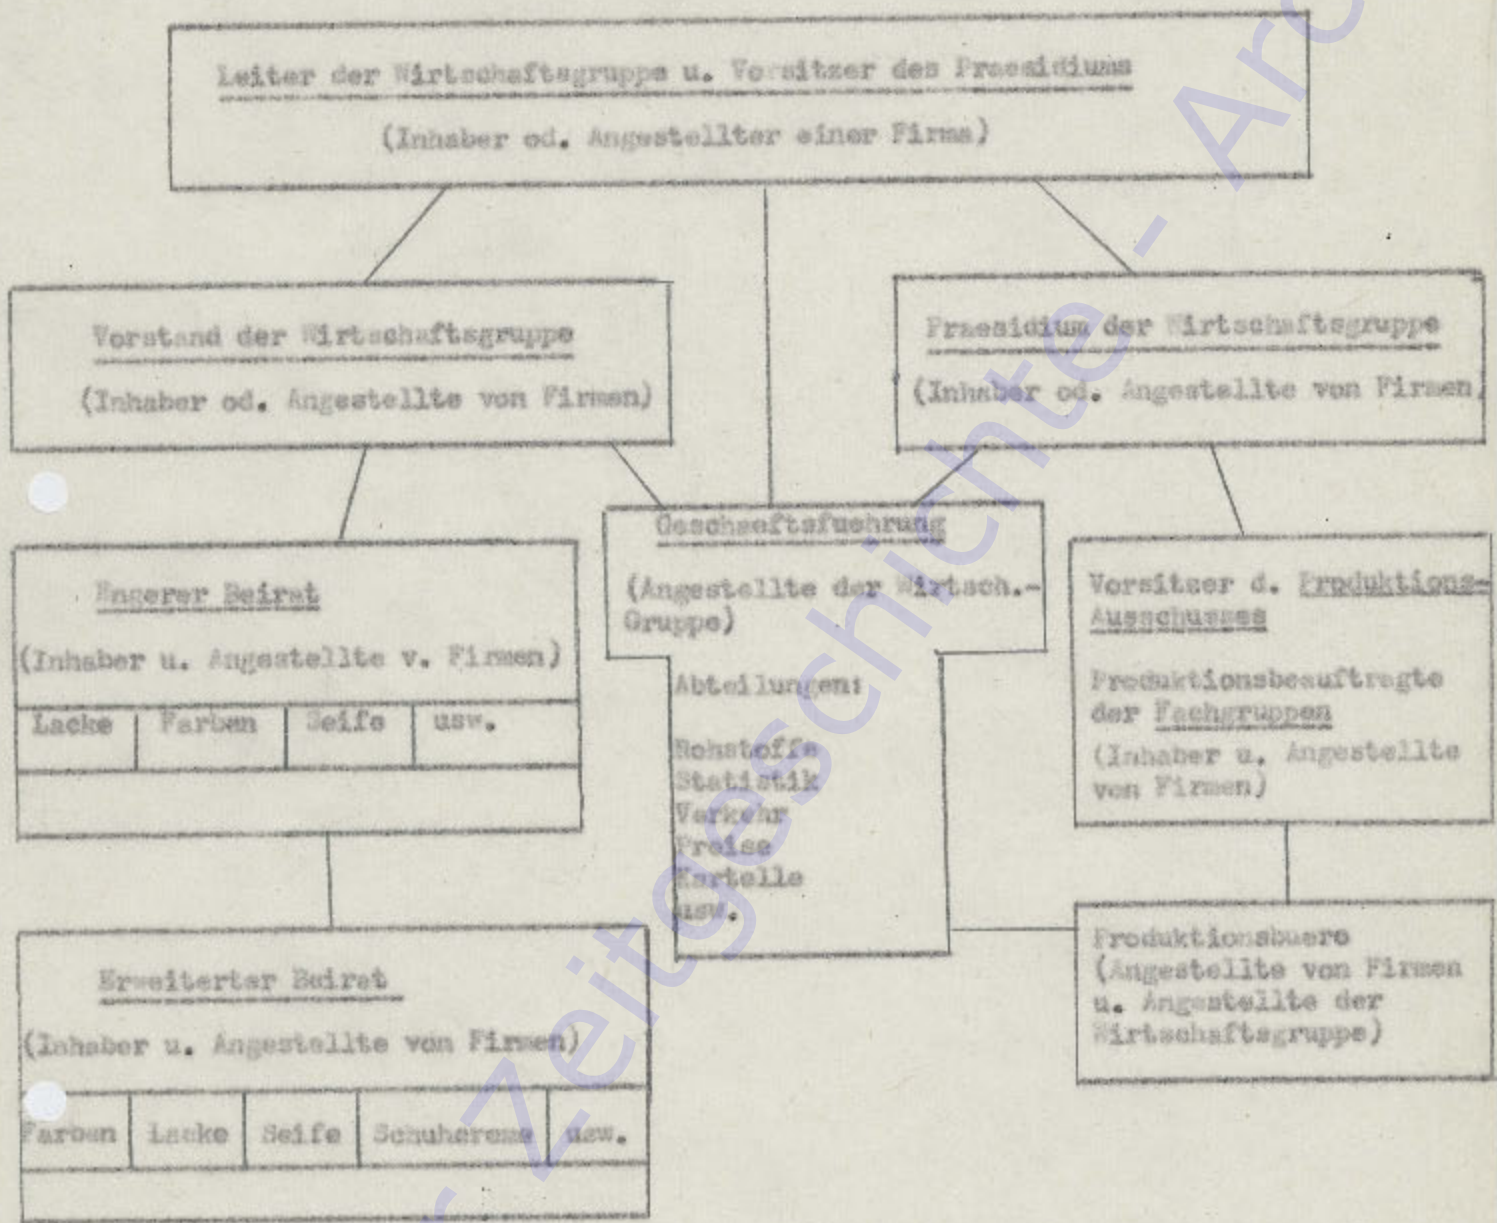 Leiter der Wirtschaftsgruppe u. Vorsitzer des Praesidiums
(Inhaber od. Angestellter einer Firma)
Vorstand der Wirtschaftsgruppe
(Inhaber od. Angestellte von Firmen)
Praesidium der Wirtschaftsgruppe
(Inhaber od. Angestellte von Firmen)
Geschaeftsfuehrung
(Angestellte der Wirtsch.-
Gruppe)
Abteilungen:
Rohstoffe
Statistik
Verkehr
Preise
Kartelle
usw.
Engerer Beirat
(Inhaber u. Angestellte v. Firmen)
Lacke Farben Seife usw.
Vorsitzer d. Produktions-
Ausschusses
Produktionsbeauftragte
der Fachgruppen
(Inhaber u. Angestellte
von Firmen)
Erweiterter Beirat
(Inhaber u. Angestellte von Firmen)
Farben Lacke Seife Schuhcreme usw.
Produktionsbuero
(Angestellte von Firmen
u. Angestellte der
Wirtschaftsgruppe)
Zeitgeschichte -